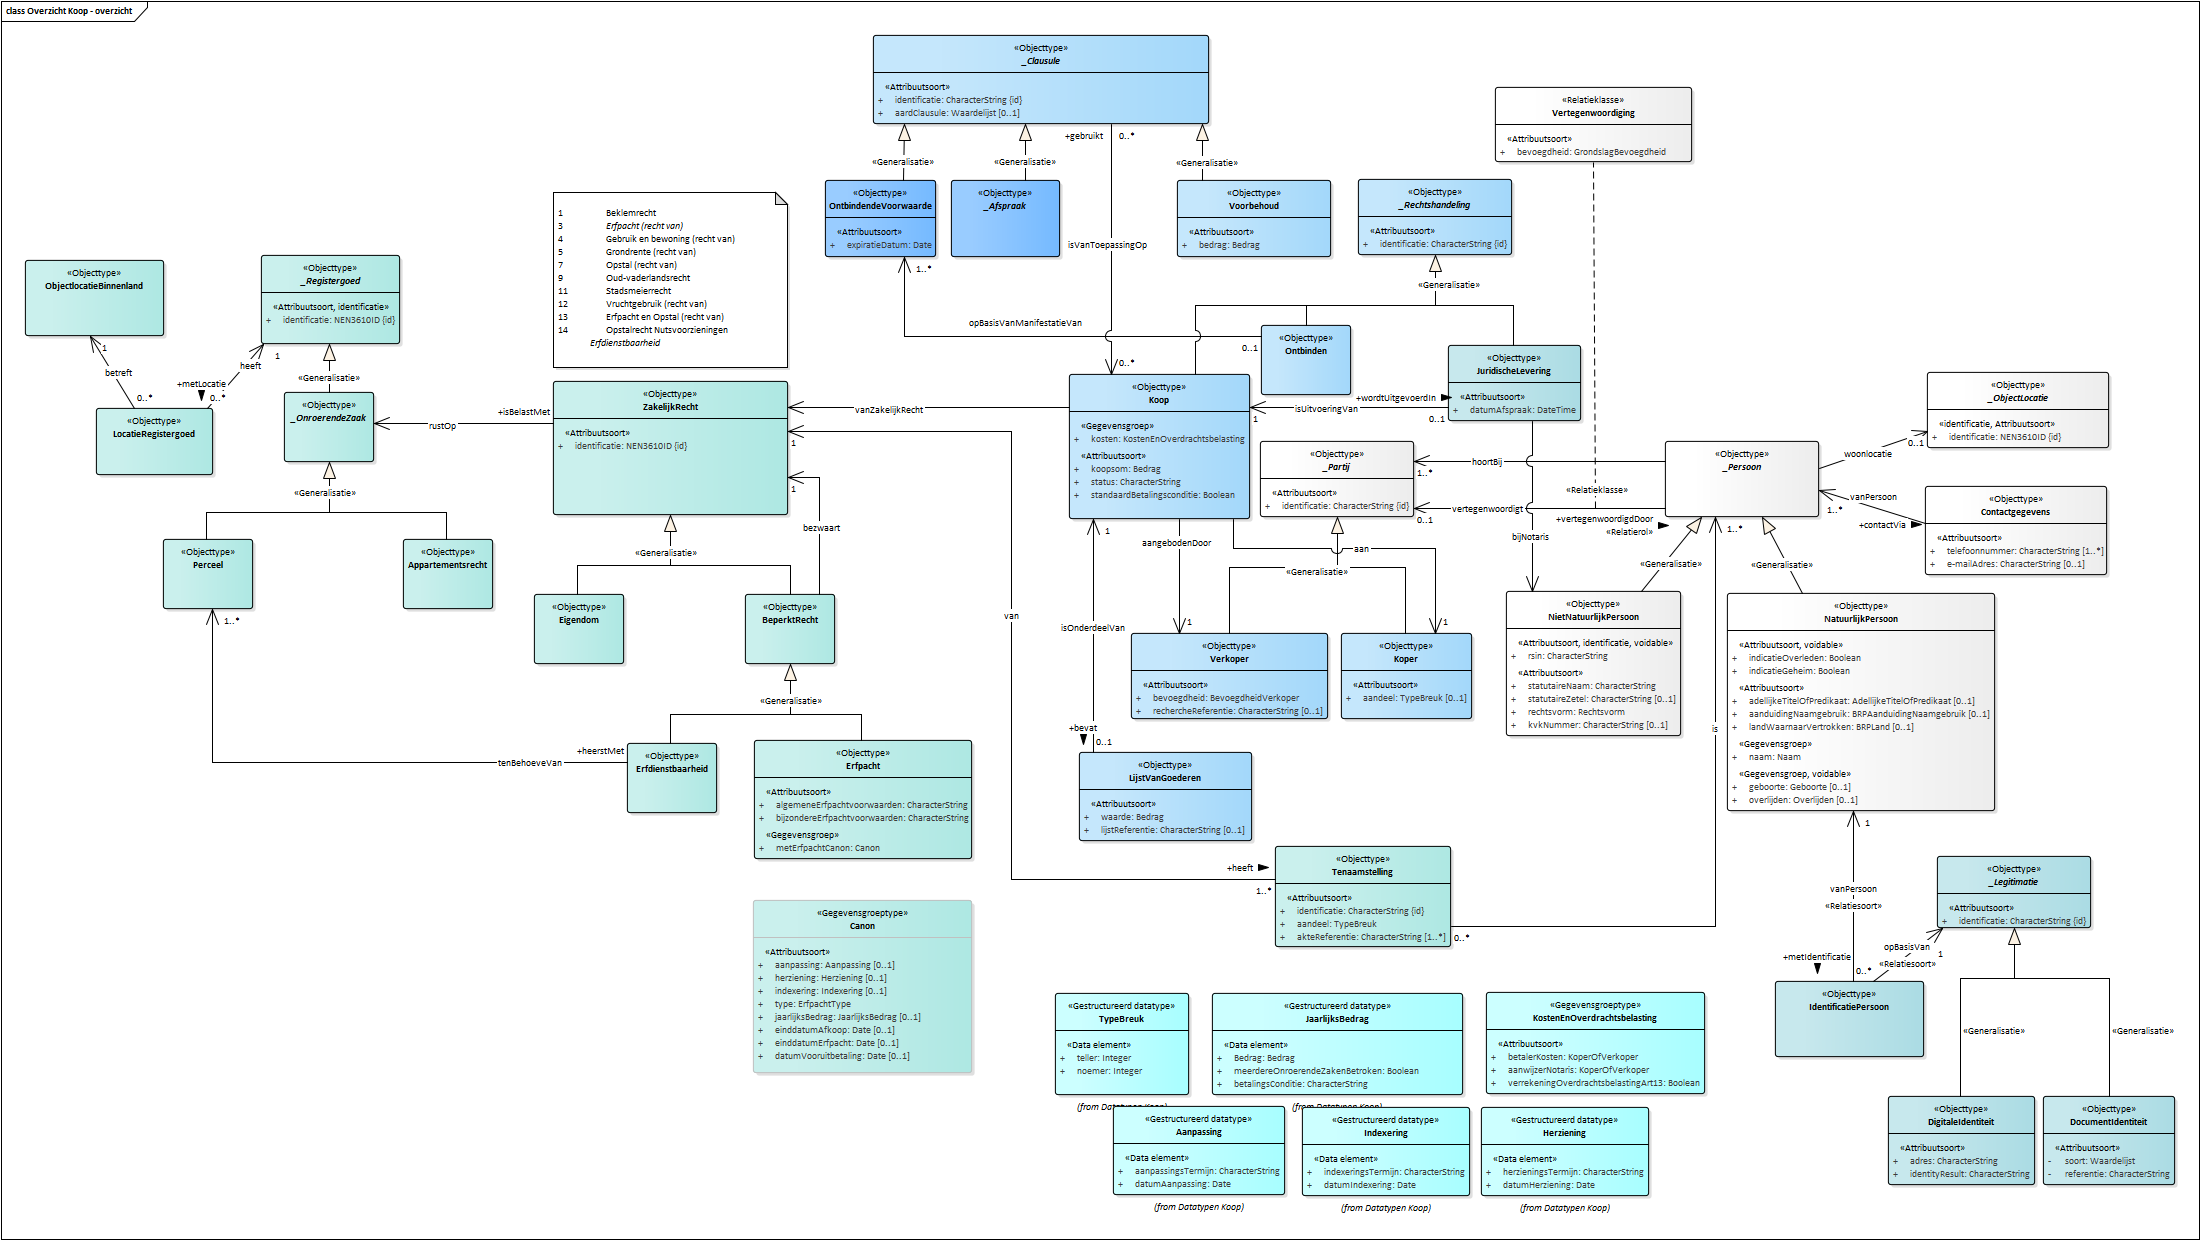 class Overzicht Koop - overzicht
«Objecttype»
_Clausule
«Attribuutsoort»
+ identificatie: CharacterString {id}
+ aardClausule: Waardelijst [0..1]
«Relatieklasse»
Vertegenwoordiging
«Attribuutsoort»
+ bevoegdheid: GrondslagBevoegdheid
+gebruikt
0..*
«Generalisatie»
«Generalisatie»
«Generalisatie»
«Objecttype»
OntbindendeVoorwaarde
«Attribuutsoort»
+ expiratieDatum: Date
«Objecttype»
_Afspraak
«Objecttype»
Voorbehoud
«Attribuutsoort»
+ bedrag: Bedrag
«Objecttype»
_Rechtshandeling
«Attribuutsoort»
+ identificatie: CharacterString {id}
1 Beklemrecht
3 Erfpacht (recht van)
4 Gebruik en bewoning (recht van)
5 Grondrente (recht van)
7 Opstal (recht van)
9 Oud-vaderlandsrecht
11 Stadsmeierrecht
12 Vruchtgebruik (recht van)
13 Erfpacht en Opstal (recht van)
14 Opstalrecht Nutsvoorzieningen
Erfdienstbaarheid
«Objecttype»
ObjectlocatieBinnenland
«Objecttype»
_Registergoed
«Attribuutsoort, identificatie»
+ identificatie: NEN3610ID {id}
isVanToepassingOp
1..*
«Generalisatie»
opBasisVanManifestatieVan
0..1
«Objecttype»
Ontbinden
1
betreft
0..*
1
heeft
+metLocatie
0..*
«Generalisatie»
0..*
«Objecttype»
JuridischeLevering
«Attribuutsoort»
+ datumAfspraak: DateTime
«Objecttype»
LocatieRegistergoed
«Objecttype»
_OnroerendeZaak
+isBelastMet
rustOp
«Objecttype»
ZakelijkRecht
«Attribuutsoort»
+ identificatie: NEN3610ID {id}
vanZakelijkRecht
«Objecttype»
Koop
«Gegevensgroep»
+ kosten: KostenEnOverdrachtsbelasting
«Attribuutsoort»
+ koopsom: Bedrag
+ status: CharacterString
+ standaardBetalingsconditie: Boolean
+wordtUitgevoerdIn
isUitvoeringVan
1
0..1
«Objecttype»
_ObjectLocatie
«identificatie, Attribuutsoort»
+ identificatie: NEN3610ID {id}
«Objecttype»
_Partij
«Attribuutsoort»
+ identificatie: CharacterString {id}
hoortBij
1..*
«Objecttype»
_Persoon
woonlocatie
0..1
«Relatieklasse»
vertegenwoordigt
0..1
+vertegenwoordigdDoor
«Relatierol»
vanPersoon
1..*
+contactVia
«Objecttype»
Contactgegevens
«Attribuutsoort»
+ telefoonnummer: CharacterString [1..*]
+ e-mailAdres: CharacterString [0..1]
1
1
bezwaart
«Generalisatie»
«Generalisatie»
1
aangebodenDoor
aan
«Generalisatie»
bijNotaris
1..*
«Generalisatie»
«Generalisatie»
«Objecttype»
Perceel
«Objecttype»
Appartementsrecht
«Objecttype»
Eigendom
«Objecttype»
BeperktRecht
1..*
van
isOnderdeelVan
1
1
«Objecttype»
Verkoper
«Attribuutsoort»
+ bevoegdheid: BevoegdheidVerkoper
+ rechercheReferentie: CharacterString [0..1]
«Objecttype»
Koper
«Attribuutsoort»
+ aandeel: TypeBreuk [0..1]
«Objecttype»
NietNatuurlijkPersoon
«Attribuutsoort, identificatie, voidable»
+ rsin: CharacterString
«Attribuutsoort»
+ statutaireNaam: CharacterString
+ statutaireZetel: CharacterString [0..1]
+ rechtsvorm: Rechtsvorm
+ kvkNummer: CharacterString [0..1]
«Objecttype»
NatuurlijkPersoon
«Attribuutsoort, voidable»
+ indicatieOverleden: Boolean
+ indicatieGeheim: Boolean
«Attribuutsoort»
+ adellijkeTitelOfPredikaat: AdellijkeTitelOfPredikaat [0..1]
+ aanduidingNaamgebruik: BRPAanduidingNaamgebruik [0..1]
+ landWaarnaarVertrokken: BRPLand [0..1]
«Gegevensgroep»
+ naam: Naam
«Gegevensgroep, voidable»
+ geboorte: Geboorte [0..1]
+ overlijden: Overlijden [0..1]
is
«Generalisatie»
+bevat
0..1
+heerstMet
tenBehoeveVan
«Objecttype»
Erfdienstbaarheid
«Objecttype»
Erfpacht
«Attribuutsoort»
+ algemeneErfpachtvoorwaarden: CharacterString
+ bijzondereErfpachtvoorwaarden: CharacterString
«Gegevensgroep»
+ metErfpachtCanon: Canon
«Objecttype»
LijstVanGoederen
«Attribuutsoort»
+ waarde: Bedrag
+ lijstReferentie: CharacterString [0..1]
1
+heeft
1..*
«Objecttype»
Tenaamstelling
«Attribuutsoort»
+ identificatie: CharacterString {id}
+ aandeel: TypeBreuk
+ akteReferentie: CharacterString [1..*]
0..*
vanPersoon
«Relatiesoort»
«Objecttype»
_Legitimatie
«Attribuutsoort»
+ identificatie: CharacterString {id}
«Gegevensgroeptype»
Canon
«Attribuutsoort»
+ aanpassing: Aanpassing [0..1]
+ herziening: Herziening [0..1]
+ indexering: Indexering [0..1]
+ type: ErfpachtType
+ jaarlijksBedrag: JaarlijksBedrag [0..1]
+ einddatumAfkoop: Date [0..1]
+ einddatumErfpacht: Date [0..1]
+ datumVooruitbetaling: Date [0..1]
+metIdentificatie
0..*
opBasisVan
1
«Relatiesoort»
«Objecttype»
IdentificatiePersoon
«Generalisatie»
«Generalisatie»
«Gestructureerd datatype»
TypeBreuk
«Data element»
+ teller: Integer
+ noemer: Integer
(from Datatypen Koop)
«Gestructureerd datatype»
JaarlijksBedrag
«Data element»
+ Bedrag: Bedrag
+ meerdereOnroerendeZakenBetroken: Boolean
+ betalingsConditie: CharacterString
(from Datatypen Koop)
«Gegevensgroeptype»
KostenEnOverdrachtsbelasting
«Attribuutsoort»
+ betalerKosten: KoperOfVerkoper
+ aanwijzerNotaris: KoperOfVerkoper
+ verrekeningOverdrachtsbelastingArt13: Boolean
«Gestructureerd datatype»
Aanpassing
«Data element»
+ aanpassingsTermijn: CharacterString
+ datumAanpassing: Date
(from Datatypen Koop)
«Gestructureerd datatype»
Indexering
«Data element»
+ indexeringsTermijn: CharacterString
+ datumIndexering: Date
(from Datatypen Koop)
«Gestructureerd datatype»
Herziening
«Data element»
+ herzieningsTermijn: CharacterString
+ datumHerziening: Date
(from Datatypen Koop)
«Objecttype»
DigitaleIdentiteit
«Attribuutsoort»
+ adres: CharacterString
+ identityResult: CharacterString
«Objecttype»
DocumentIdentiteit
«Attribuutsoort»
- soort: Waardelijst
- referentie: CharacterString